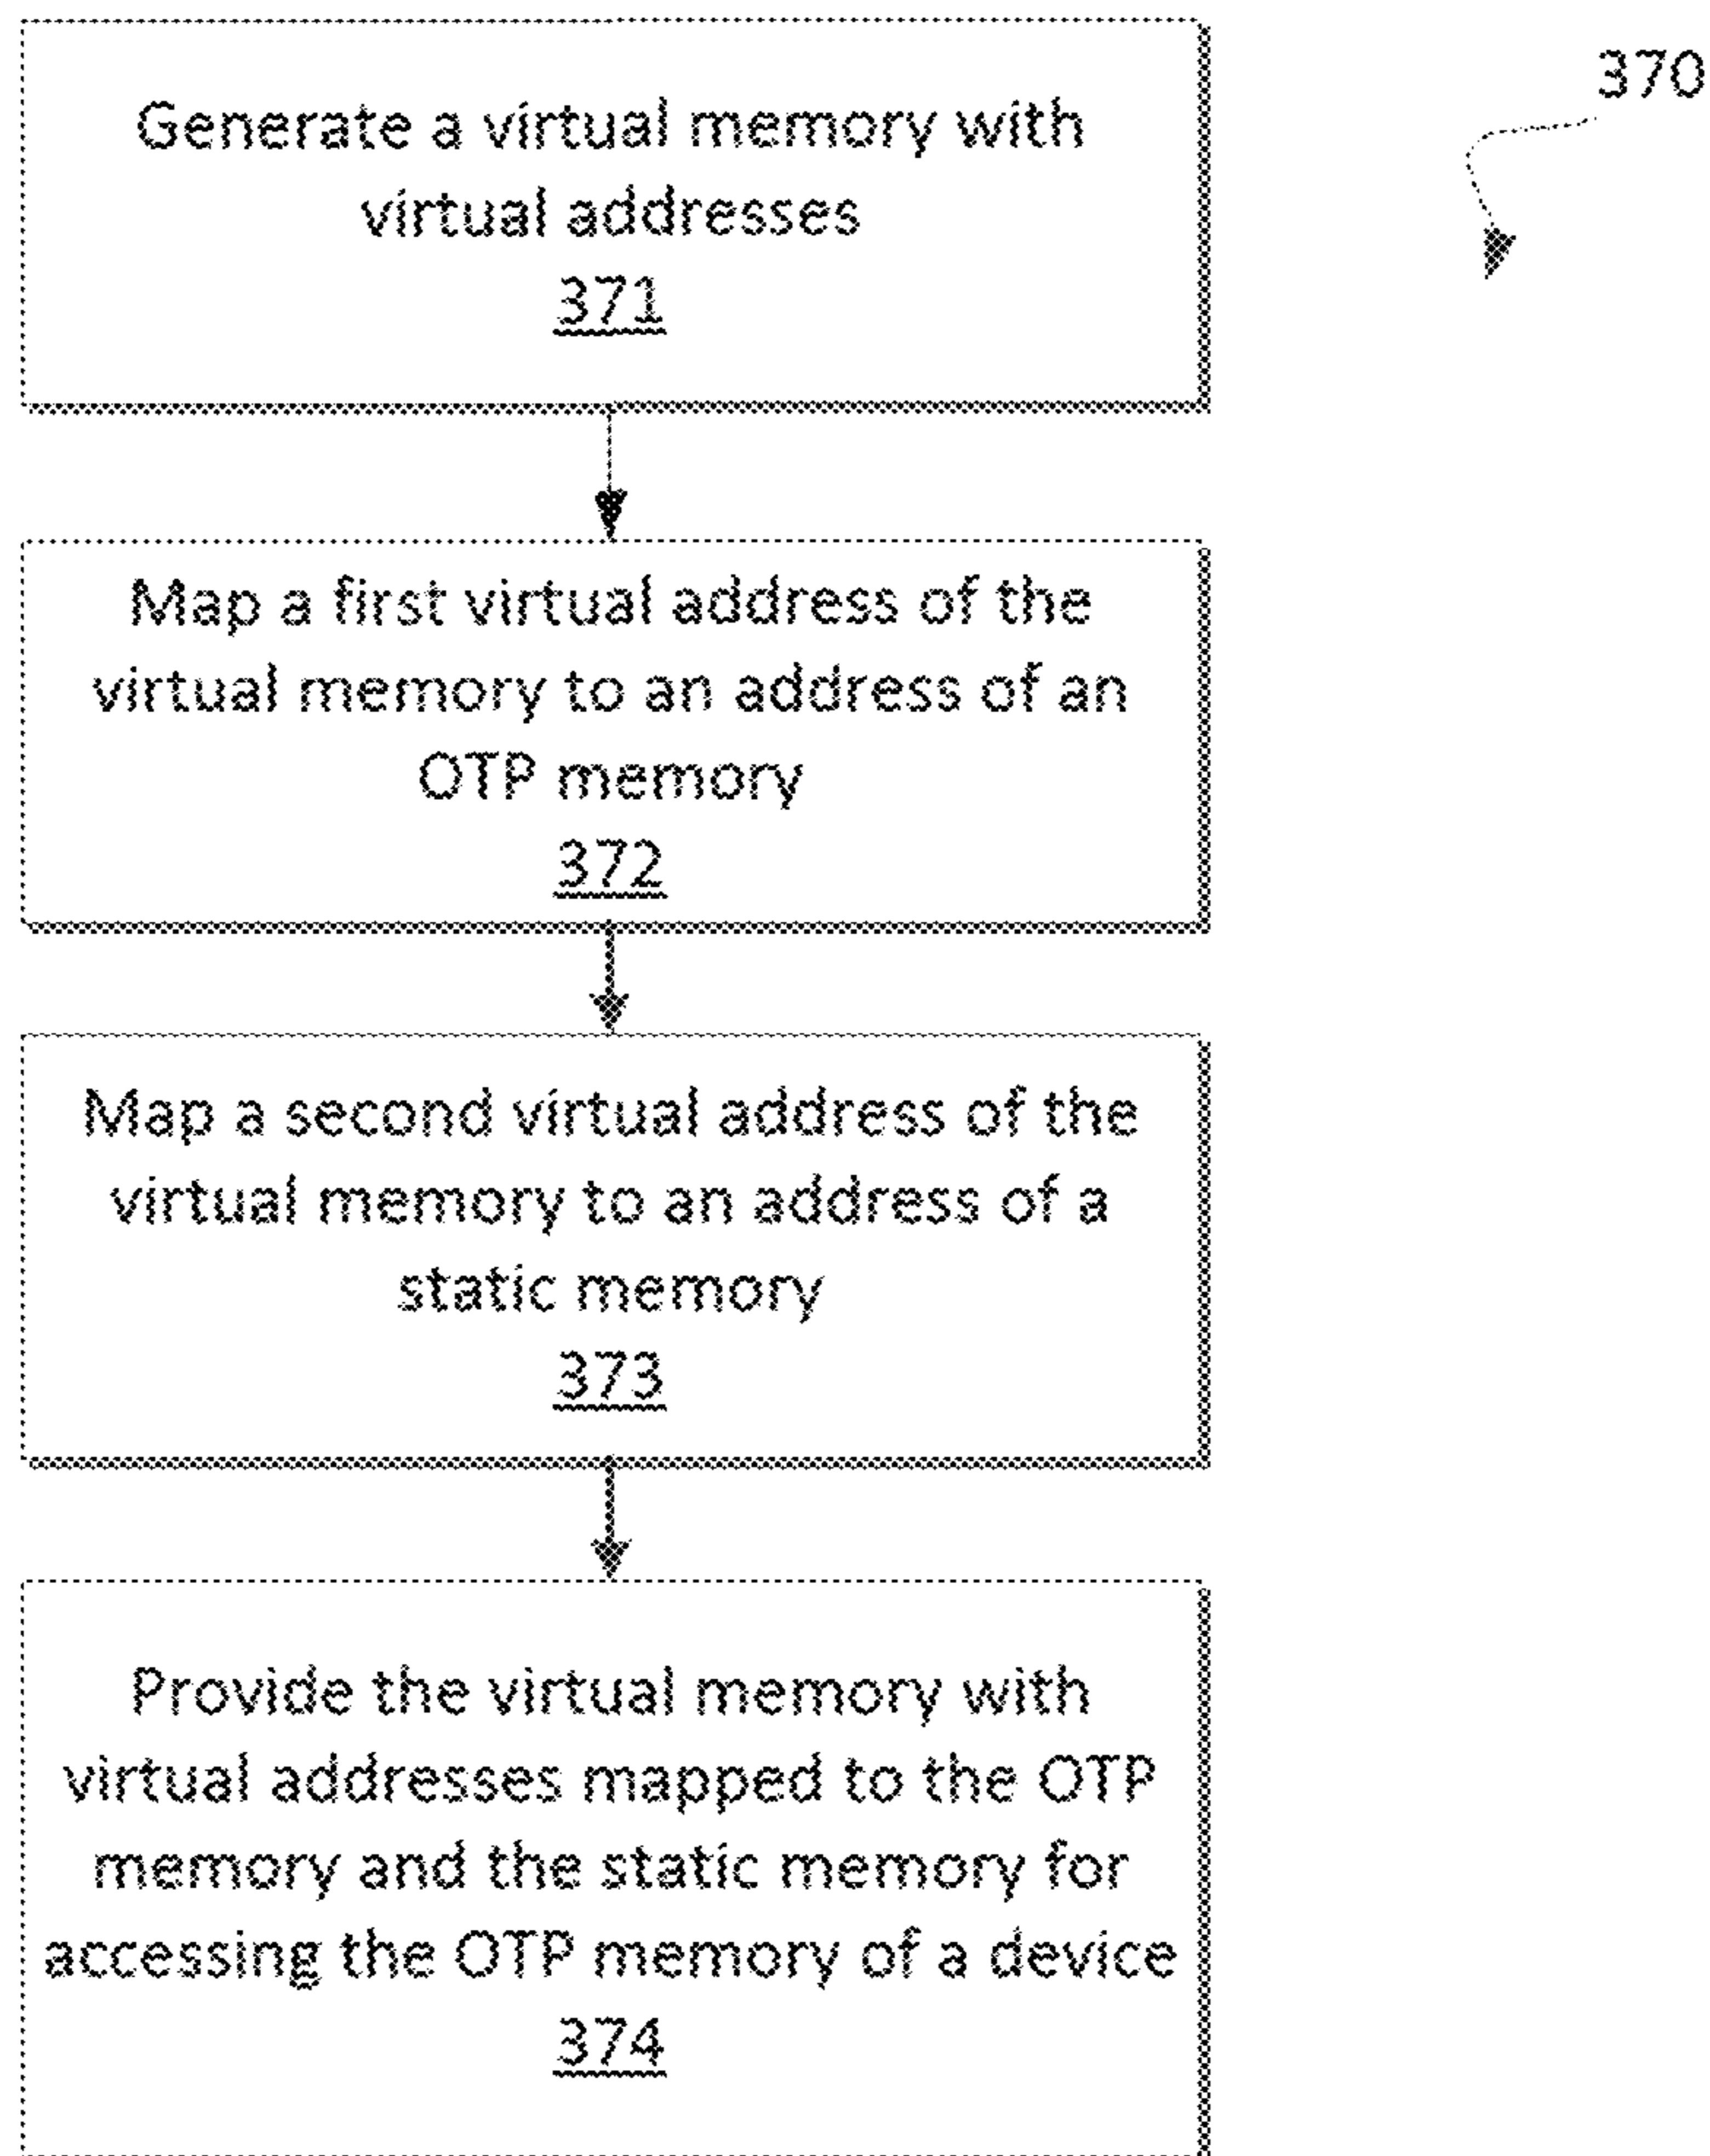 370
Generate a virtual memory with
virtual addresses
371
Map a first virtual address of the
virtual memory to an address of an
OTP memory
372
Map a second virtual address of the
virtual memory to an address of a
static memory
373
Provide the virtual memory with
virtual addresses mapped to the OTP
memory and the static memory for
accessing the OTP memory of a device
374